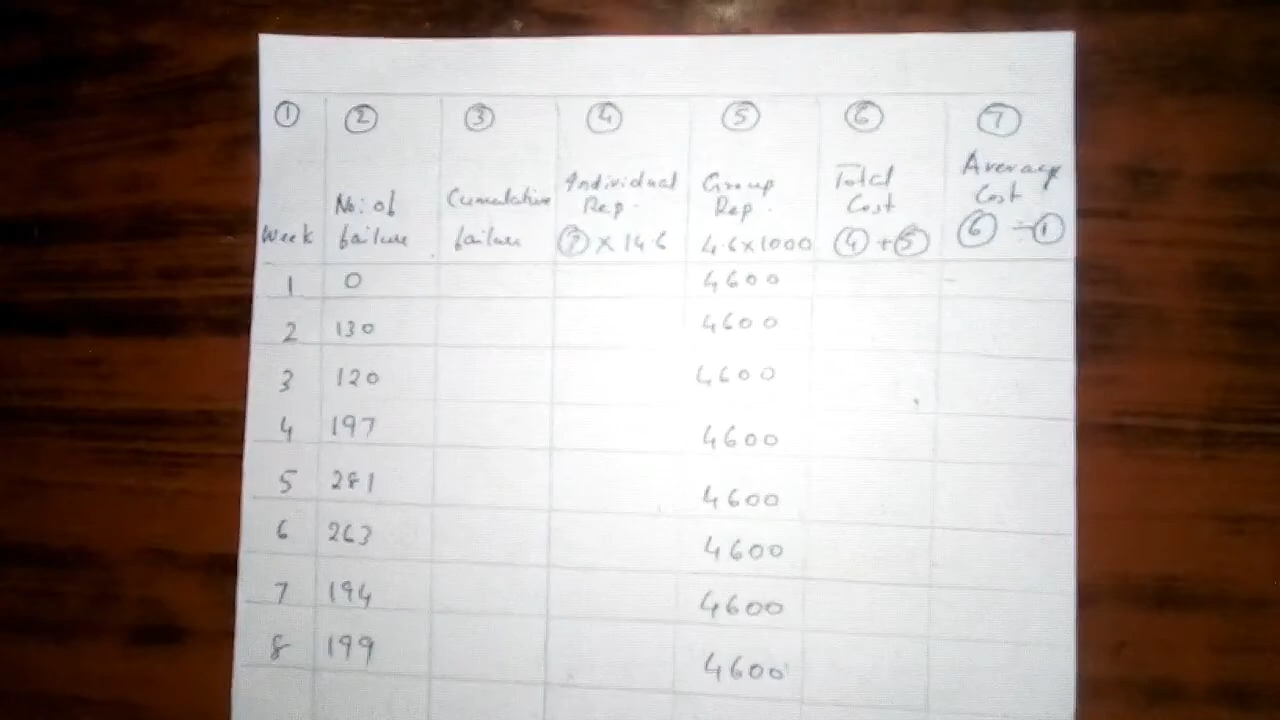 ① ② ③ ④ ⑤ ⑥ ⑦
Week
No: of
failure
Cumulative
failure
Individual
Rep.
× 14.6
Group
Rep.
4.6×1000
Total
Cost
④ + ⑤
Average
Cost
⑥ ÷ ①
1 0 4600
2 130 4600
3 120 4600
4 197 4600
5 281 4600
6 263 4600
7 194 4600
8 199 4600